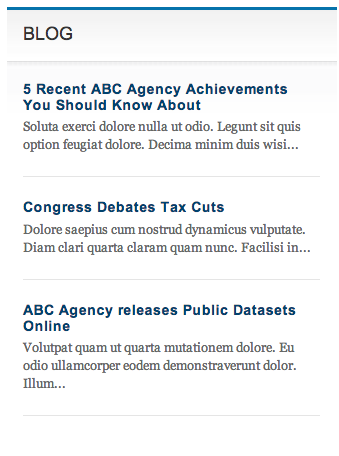 BLOG
5 Recent ABC Agency Achievements
You Should Know About
Soluta exerci dolore nulla ut odio. Legunt sit quis
option feugiat dolore. Decima minim duis wisi...
Congress Debates Tax Cuts
Dolore saepius cum nostrud dynamicus vulputate.
Diam clari quarta claram quam nunc. Facilisi in...
ABC Agency releases Public Datasets
Online
Volutpat quam ut quarta mutationem dolore. Eu
odio ullamcorper eodem demonstraverunt dolor.
Illum...